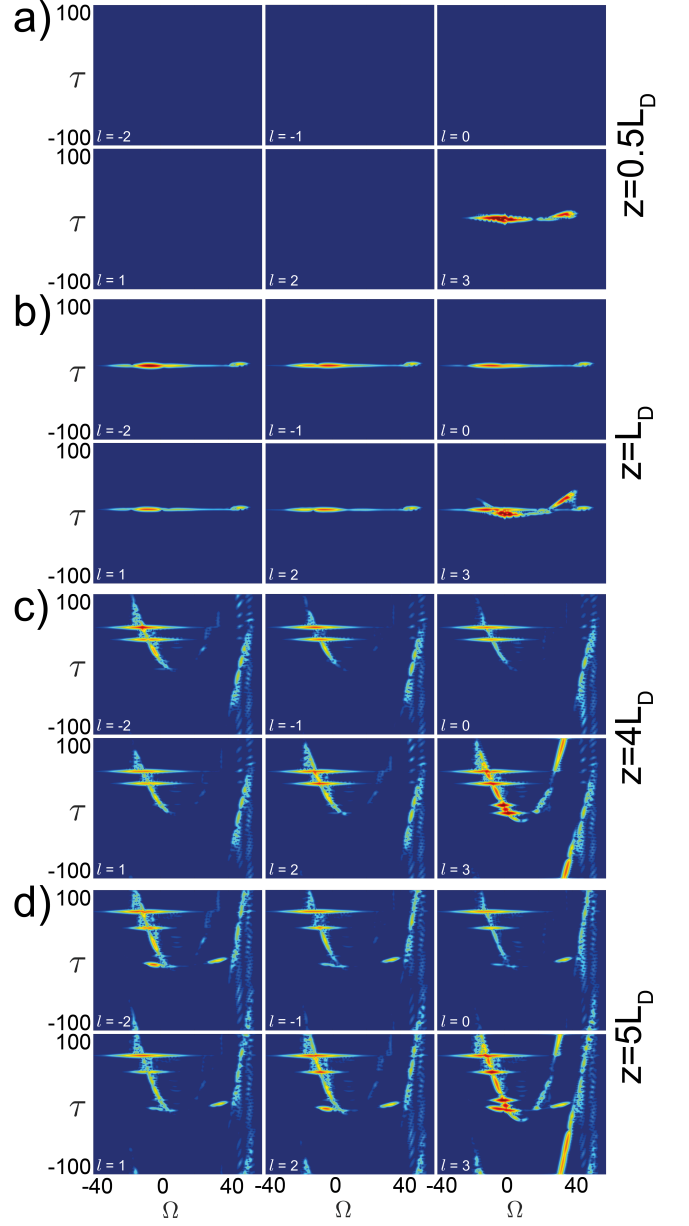 a)
100
τ
-100
l = -2
l = -1
l = 0
100
τ
-100
l = 1
l = 2
l = 3
z=0.5L_D
b)
100
τ
-100
l = -2
l = -1
l = 0
100
τ
-100
l = 1
l = 2
l = 3
z=L_D
c)
100
τ
-100
l = -2
l = -1
l = 0
100
τ
-100
l = 1
l = 2
l = 3
z=4L_D
d)
100
τ
-100
l = -2
l = -1
l = 0
100
τ
-100
l = 1
l = 2
l = 3
z=5L_D
-40 0 40 -40 0 40 -40 0 40
Ω Ω Ω